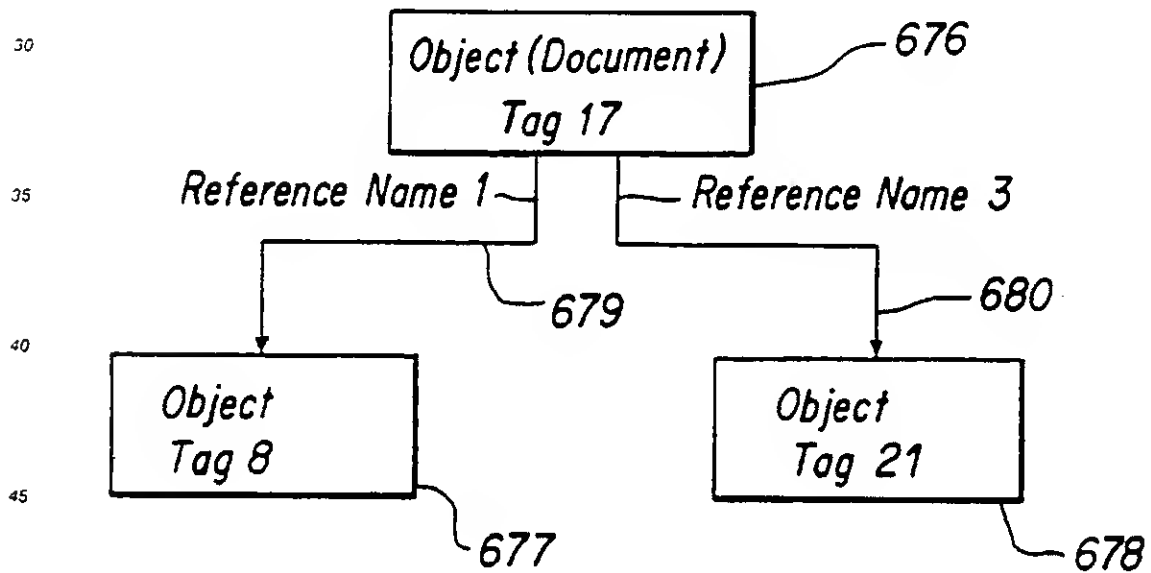 30
Object (Document)
Tag 17
676
35
Reference Name 1
Reference Name 3
679
680
40
Object
Tag 8
Object
Tag 21
45
677
678